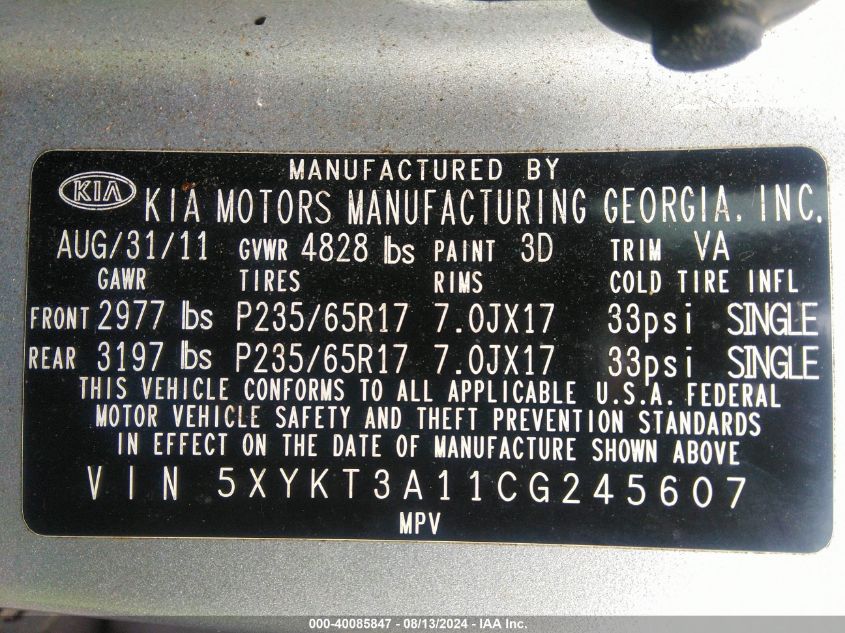 MANUFACTURED BY
KIA KIA MOTORS MANUFACTURING GEORGIA, INC.
AUG/31/11 GVWR 4828 lbs PAINT 3D TRIM VA
GAWR TIRES RIMS COLD TIRE INFL
FRONT 2977 lbs P235/65R17 7.0JX17 33psi SINGLE
REAR 3197 lbs P235/65R17 7.0JX17 33psi SINGLE
THIS VEHICLE CONFORMS TO ALL APPLICABLE U.S.A. FEDERAL
MOTOR VEHICLE SAFETY AND THEFT PREVENTION STANDARDS
IN EFFECT ON THE DATE OF MANUFACTURE SHOWN ABOVE
VIN 5XYKT3A11CG245607
MPV
000-40085847 - 08/13/2024 - IAA Inc.